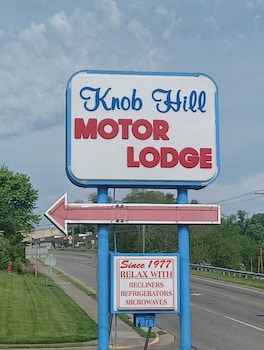 Knob Hill
MOTOR
LODGE
Since 1977
RELAX WITH
RECLINERS
REFRIGERATORS
MICROWAVES